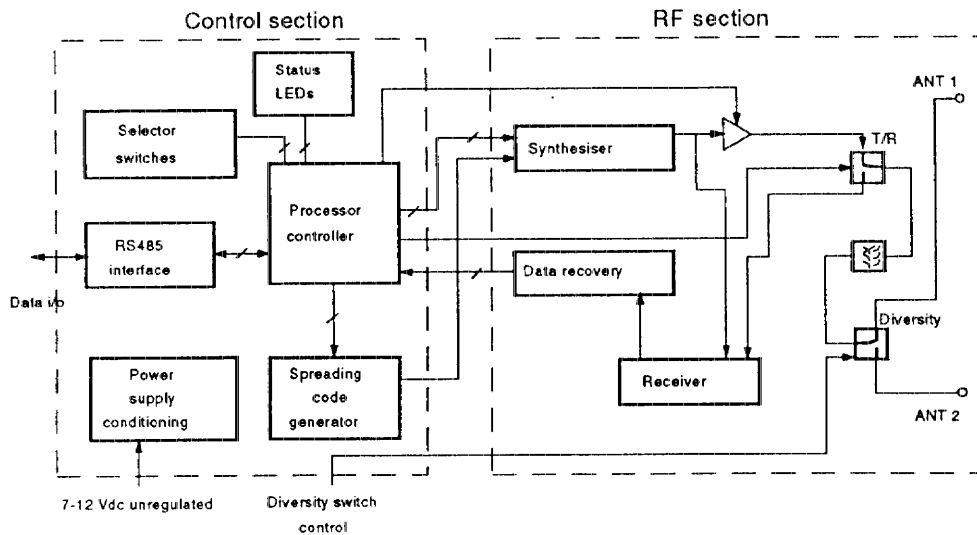 Control section
RF section
Status
LEDs
ANT 1
Selector
switches
Synthesiser
T/R
Processor
controller
RS485
interface
Data recovery
Data i/o
Diversity
Power
supply
conditioning
Spreading
code
generator
Receiver
ANT 2
7-12 Vdc unregulated
Diversity switch
control